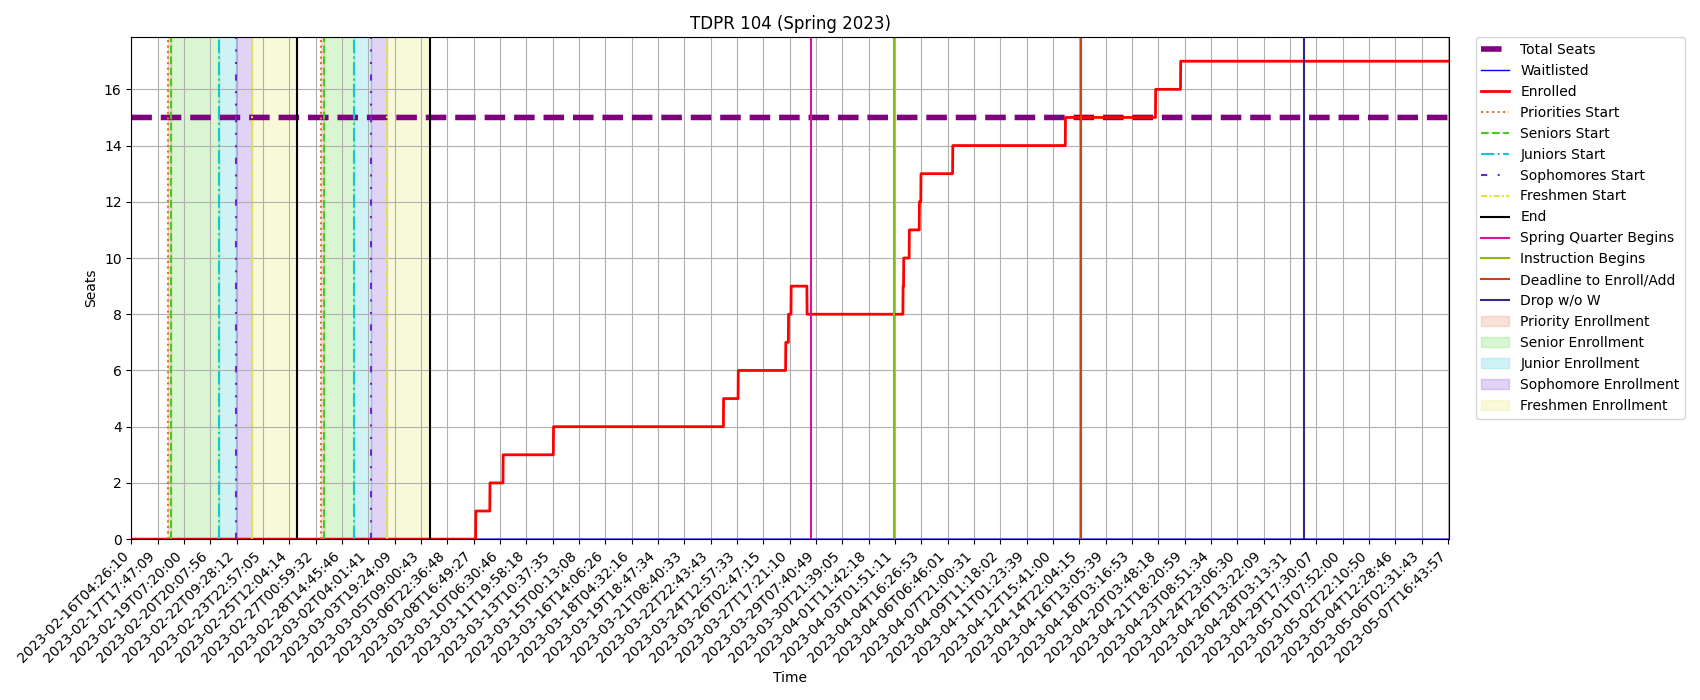 TDPR 104 (Spring 2023)
Seats
16
14
12
10
8
6
4
2
0
2023-02-16T04:26:10
2023-02-17T17:47:09
2023-02-19T07:20:00
2023-02-20T20:07:56
2023-02-22T09:28:12
2023-02-23T22:57:05
2023-02-25T12:04:14
2023-02-27T00:59:32
2023-02-28T14:45:46
2023-03-02T04:01:41
2023-03-03T19:24:09
2023-03-05T09:00:43
2023-03-06T22:36:48
2023-03-08T16:49:27
2023-03-10T06:30:46
2023-03-11T19:58:18
2023-03-13T10:37:35
2023-03-15T00:13:08
2023-03-16T14:06:26
2023-03-18T04:32:16
2023-03-19T18:47:34
2023-03-21T08:40:33
2023-03-22T22:43:43
2023-03-24T12:57:33
2023-03-26T02:47:15
2023-03-27T17:21:10
2023-03-29T07:40:49
2023-03-30T21:39:05
2023-04-01T11:42:18
2023-04-03T01:51:11
2023-04-04T16:26:53
2023-04-06T06:46:01
2023-04-07T21:00:31
2023-04-09T11:18:02
2023-04-11T01:23:39
2023-04-12T15:41:00
2023-04-14T22:04:15
2023-04-16T13:05:39
2023-04-18T03:16:53
2023-04-20T03:48:18
2023-04-21T18:20:59
2023-04-23T08:51:34
2023-04-24T23:06:30
2023-04-26T13:22:09
2023-04-28T03:13:31
2023-04-29T17:30:07
2023-05-01T07:52:00
2023-05-02T22:10:50
2023-05-04T12:28:46
2023-05-06T02:31:43
2023-05-07T16:43:57
Time
Total Seats
Waitlisted
Enrolled
Priorities Start
Seniors Start
Juniors Start
Sophomores Start
Freshmen Start
End
Spring Quarter Begins
Instruction Begins
Deadline to Enroll/Add
Drop w/o W
Priority Enrollment
Senior Enrollment
Junior Enrollment
Sophomore Enrollment
Freshmen Enrollment